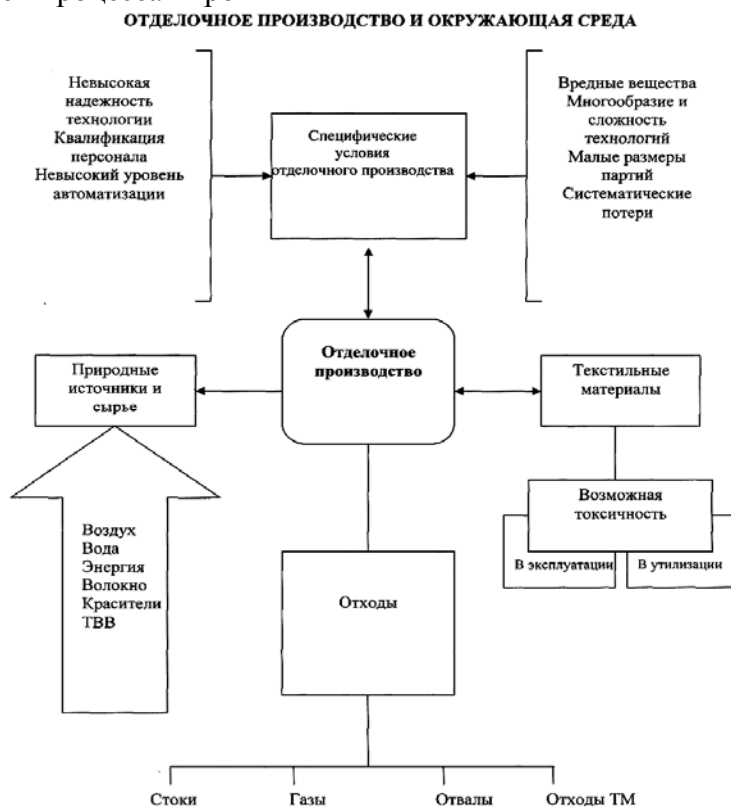 ОТДЕЛОЧНОЕ ПРОИЗВОДСТВО И ОКРУЖАЮЩАЯ СРЕДА
Невысокая
надежность
технологии
Квалификация
персонала
Невысокий уровень
автоматизации
Специфические
условия
отделочного производства
Вредные вещества
Многообразие и
сложность
технологий
Малые размеры
партий
Систематические
потери
Природные
источники и
сырье
Отделочное
производство
Текстильные
материалы
Возможная
токсичность
В эксплуатации
В утилизации
Воздух
Вода
Энергия
Волокно
Красители
ТВВ
Отходы
Стоки
Газы
Отвалы
Отходы ТМ